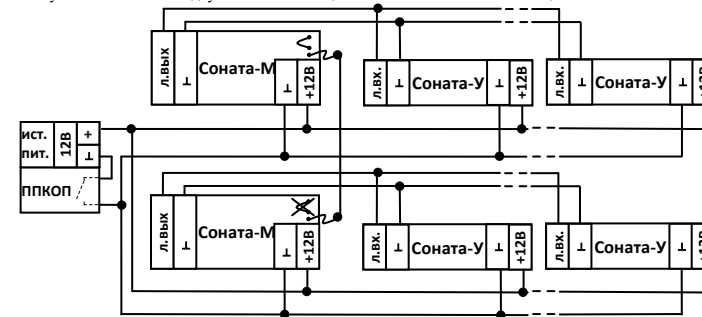 л.вых
⊥
Соната-М
⊥
+12В
л.вх.
⊥
Соната-У
⊥
+12В
л.вх.
⊥
Соната-У
⊥
+12В
ист.
пит.
12В
+
⊥
ППКОП
л.вых
⊥
Соната-М
⊥
+12В
л.вх.
⊥
Соната-У
⊥
+12В
л.вх.
⊥
Соната-У
⊥
+12В